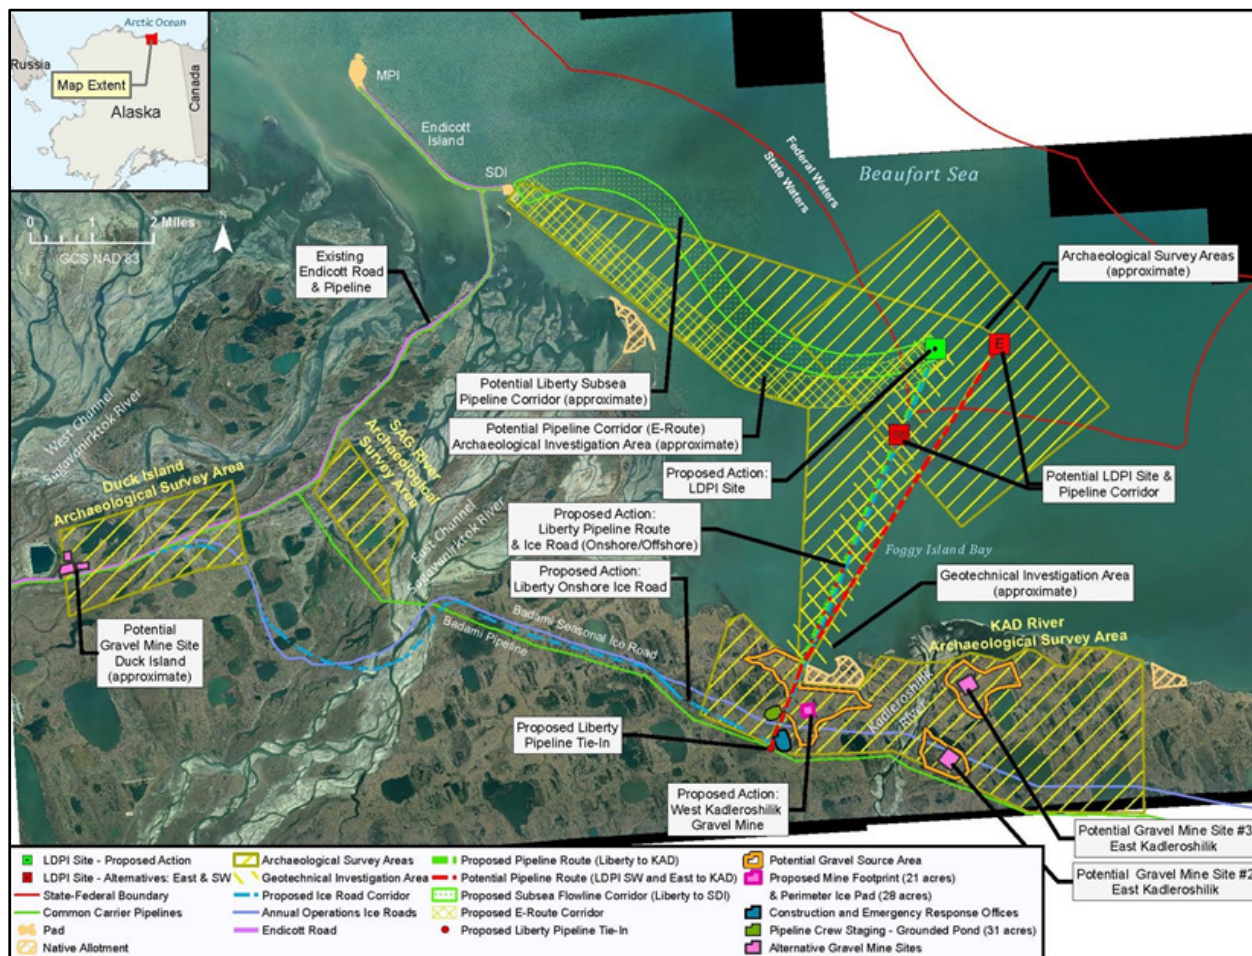 Arctic Ocean
Russia
Map Extent
Canada
Alaska
MPI
Endicott
Island
SDI
Federal Waters
State Waters
Beaufort Sea
0 1 2 Miles
N
GCS NAD 83
Existing
Endicott Road
& Pipeline
Archaeological Survey Areas
(approximate)
E
SW
Potential Liberty Subsea
Pipeline Corridor (approximate)
Potential Pipeline Corridor (E-Route)
Archaeological Investigation Area (approximate)
West Channel
Sagavanirktok River
Duck Island
Archaeological Survey Area
SAG River
Archaeological
Survey Area
East Channel
Sagavanirktok River
Proposed Action:
LDPI Site
Potential LDPI Site &
Pipeline Corridor
Proposed Action:
Liberty Pipeline Route
& Ice Road (Onshore/Offshore)
Foggy Island Bay
Proposed Action:
Liberty Onshore Ice Road
Geotechnical Investigation Area
(approximate)
Badami Seasonal Ice Road
Badami Pipeline
KAD River
Archaeological Survey Area
Potential
Gravel Mine Site
Duck Island
(approximate)
Kadleroshilik
River
Proposed Liberty
Pipeline Tie-In
Proposed Action:
West Kadleroshilik
Gravel Mine
Potential Gravel Mine Site #3
East Kadleroshilik
Potential Gravel Mine Site #2
East Kadleroshilik
LDPI Site - Proposed Action
LDPI Site - Alternatives: East & SW
State-Federal Boundary
Common Carrier Pipelines
Pad
Native Allotment
Archaeological Survey Areas
Geotechnical Investigation Area
Proposed Ice Road Corridor
Annual Operations Ice Roads
Endicott Road
Proposed Pipeline Route (Liberty to KAD)
Potential Pipeline Route (LDPI SW and East to KAD)
Proposed Subsea Flowline Corridor (Liberty to SDI)
Proposed E-Route Corridor
Proposed Liberty Pipeline Tie-In
Potential Gravel Source Area
Proposed Mine Footprint (21 acres)
& Perimeter Ice Pad (28 acres)
Construction and Emergency Response Offices
Pipeline Crew Staging - Grounded Pond (31 acres)
Alternative Gravel Mine Sites